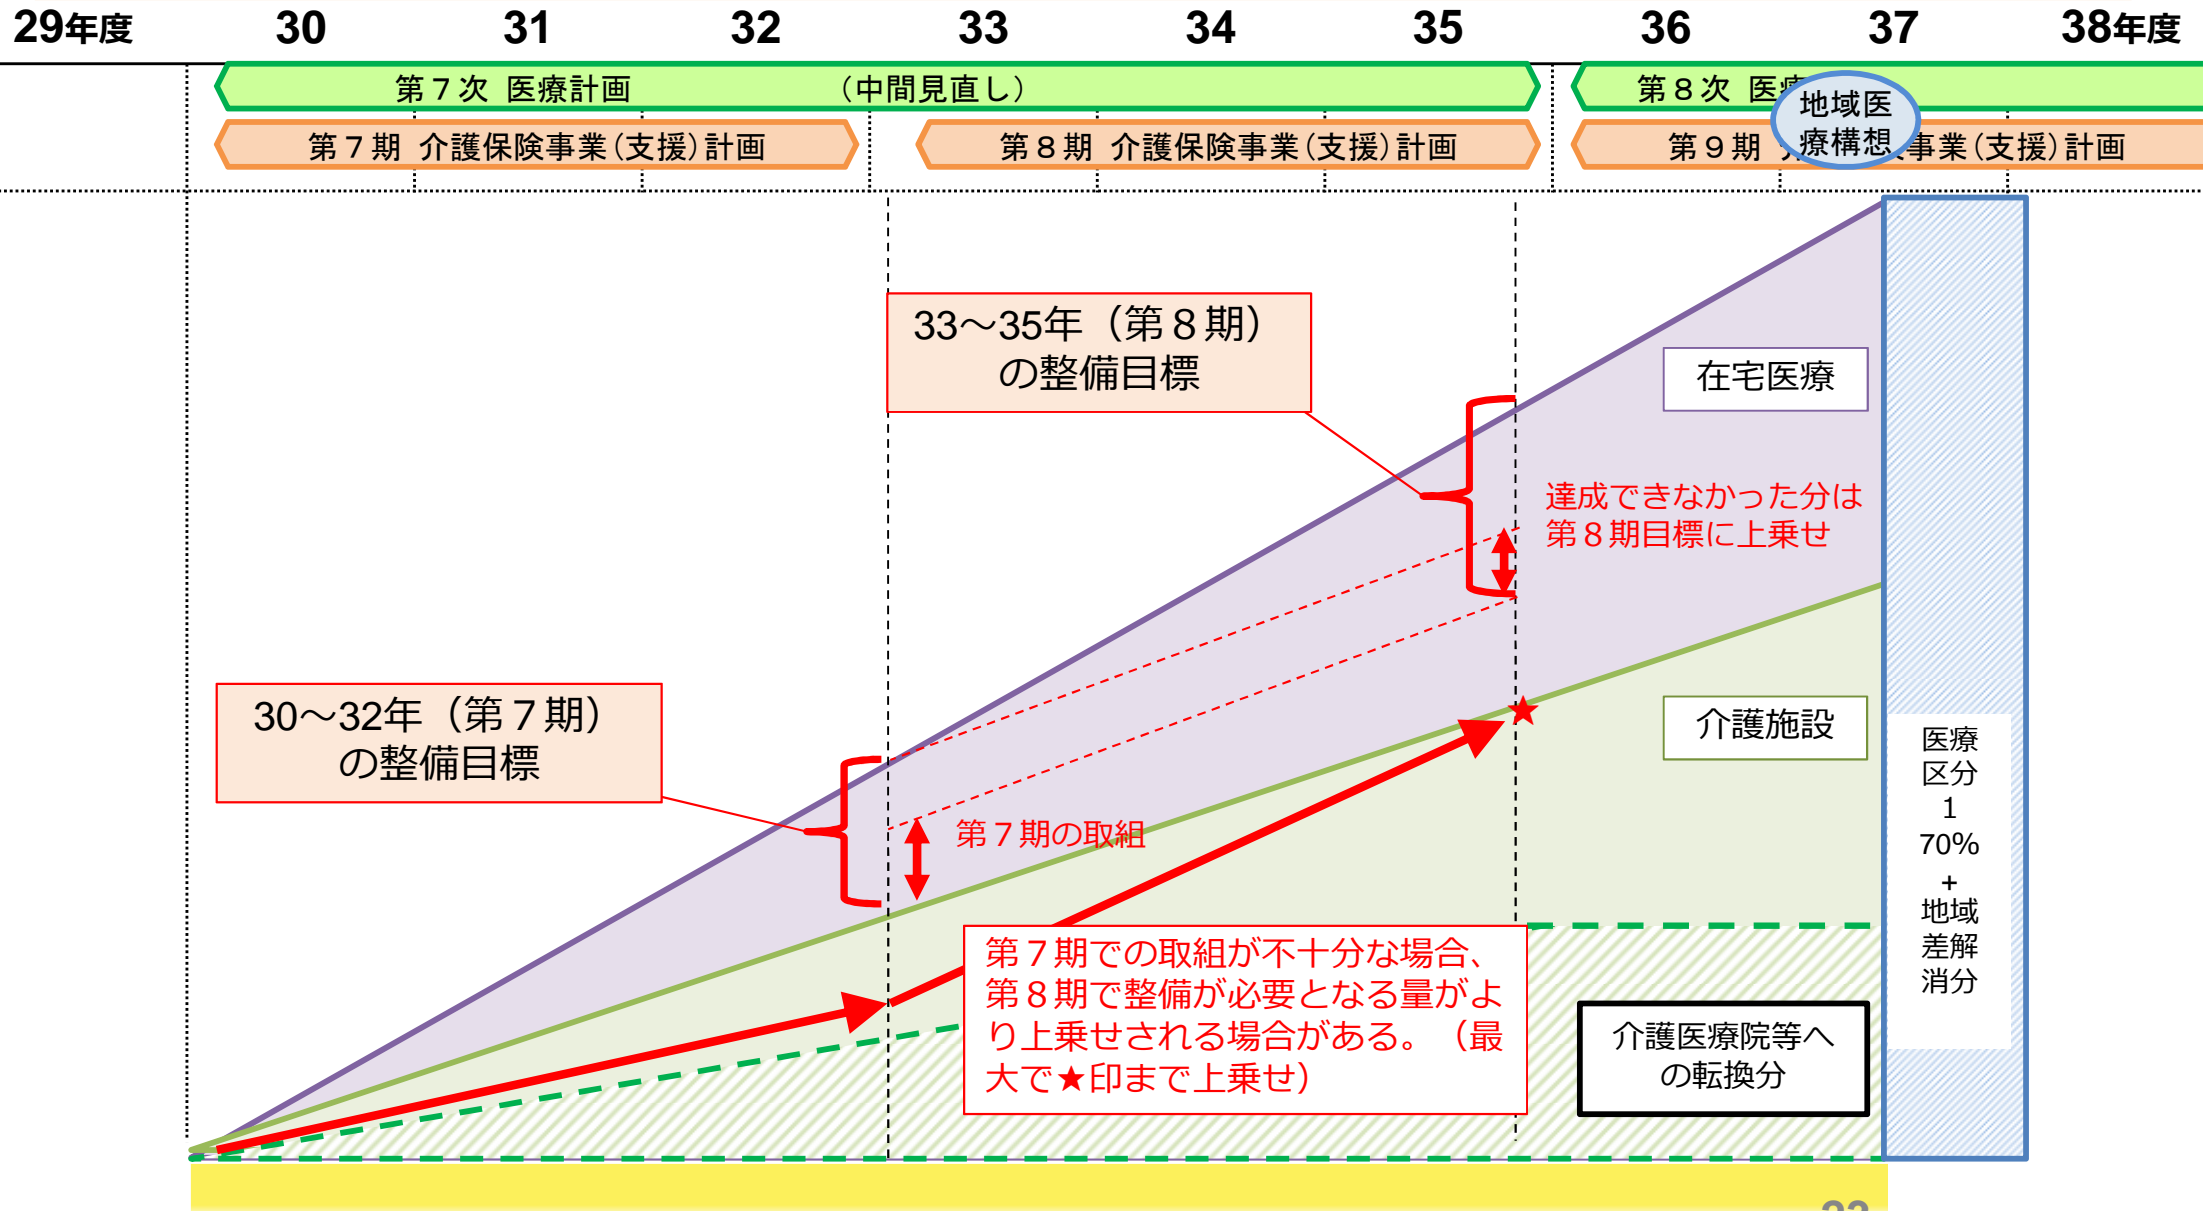 29年度 30 31 32 33 34 35 36 37 38年度
第７次 医療計画 （中間見直し）
第８次 医
地域医
療構想
第７期 介護保険事業（支援）計画
第８期 介護保険事業（支援）計画
第９期 事業（支援）計画
33～35年（第８期）
の整備目標
在宅医療
達成できなかった分は
第８期目標に上乗せ
30～32年（第７期）
の整備目標
介護施設
第７期の取組
医療
区分
1
70%
+
地域
差解
消分
第７期での取組が不十分な場合、
第８期で整備が必要となる量がよ
り上乗せされる場合がある。（最
大で★印まで上乗せ）
介護医療院等へ
の転換分